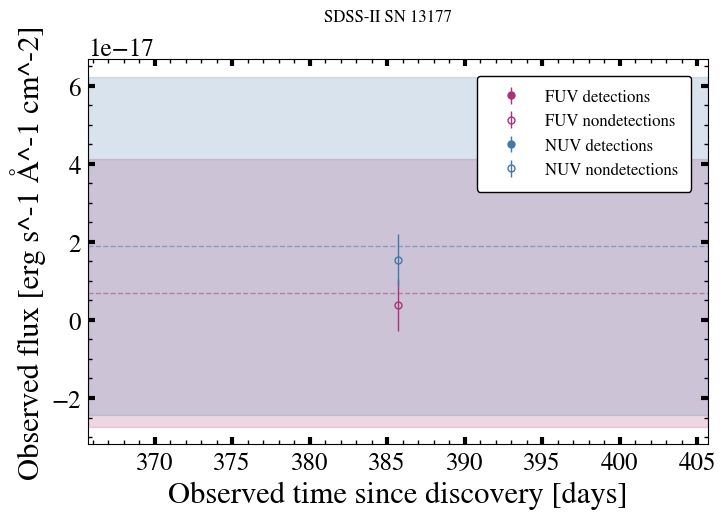 SDSS-II SN 13177
1e−17
FUV detections
FUV nondetections
NUV detections
NUV nondetections
6
4
2
0
−2
Observed flux [erg s^-1 Å^-1 cm^-2]
370 375 380 385 390 395 400 405
Observed time since discovery [days]